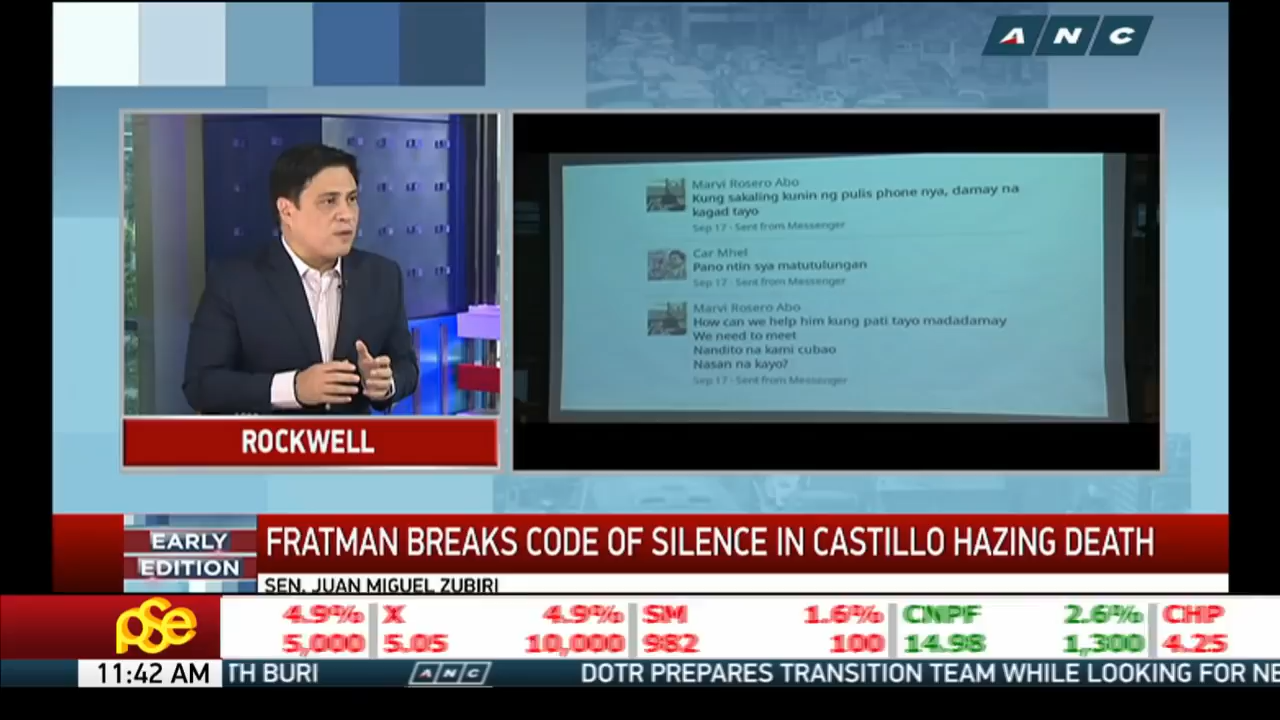 ANC
Marvi Rosero Abo
Kung sakaling kunin ng pulis phone nya, damay na
kagad tayo
Sep 17 · Sent from Messenger
Car Mhel
Pano ntin sya matutulungan
Sep 17 · Sent from Messenger
Marvi Rosero Abo
How can we help him kung pati tayo madadamay
We need to meet
Nandito na kami cubao
Nasan na kayo?
Sep 17 · Sent from Messenger
ROCKWELL
EARLY
EDITION
FRATMAN BREAKS CODE OF SILENCE IN CASTILLO HAZING DEATH
SEN. JUAN MIGUEL ZUBIRI
pse
4.9% X 4.9% SM 1.6% CNPF 2.6% CHP
5,000 5.05 10,000 982 100 14.98 1,300 4.25
11:42 AM TH BURI ANC DOTR PREPARES TRANSITION TEAM WHILE LOOKING FOR NE